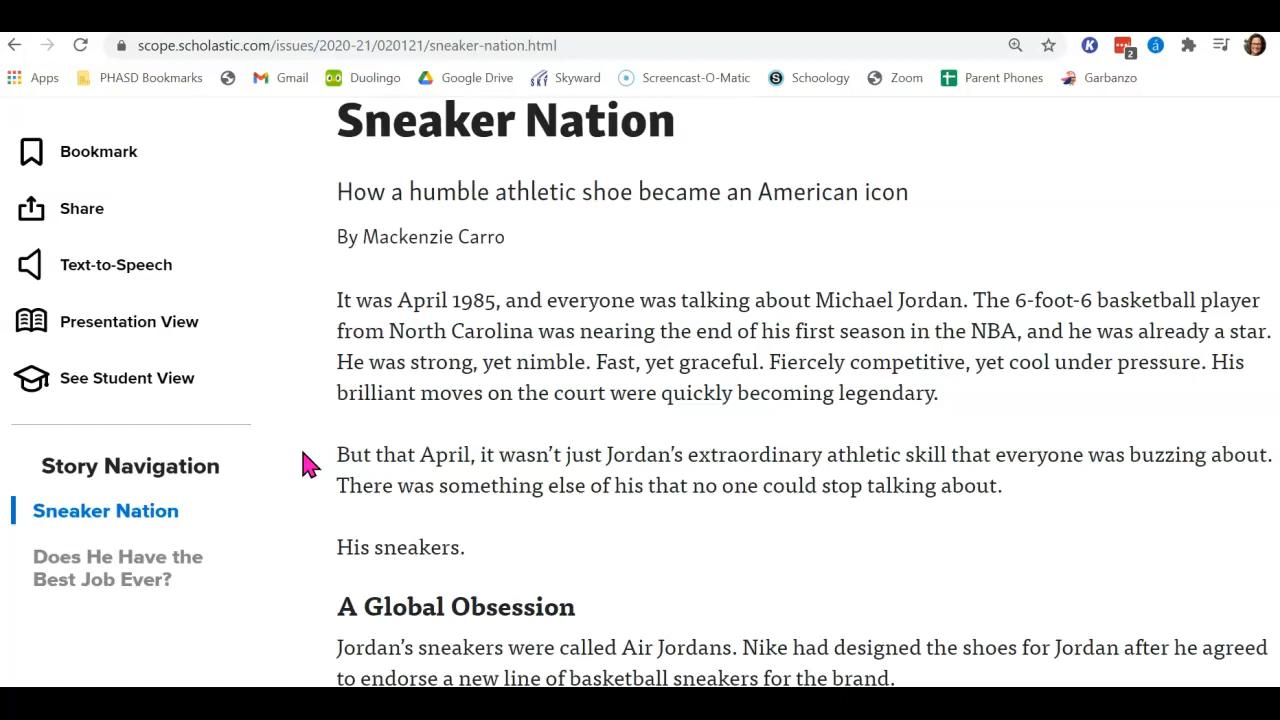 scope.scholastic.com/issues/2020-21/020121/sneaker-nation.html
2
Apps PHASD Bookmarks Gmail Duolingo Google Drive Skyward Screencast-O-Matic Schoology Zoom Parent Phones Garbanzo
Bookmark
Share
Text-to-Speech
Presentation View
See Student View
Story Navigation
Sneaker Nation
Does He Have the
Best Job Ever?
Sneaker Nation
How a humble athletic shoe became an American icon
By Mackenzie Carro
It was April 1985, and everyone was talking about Michael Jordan. The 6-foot-6 basketball player
from North Carolina was nearing the end of his first season in the NBA, and he was already a star.
He was strong, yet nimble. Fast, yet graceful. Fiercely competitive, yet cool under pressure. His
brilliant moves on the court were quickly becoming legendary.
But that April, it wasn’t just Jordan’s extraordinary athletic skill that everyone was buzzing about.
There was something else of his that no one could stop talking about.
His sneakers.
A Global Obsession
Jordan’s sneakers were called Air Jordans. Nike had designed the shoes for Jordan after he agreed
to endorse a new line of basketball sneakers for the brand.